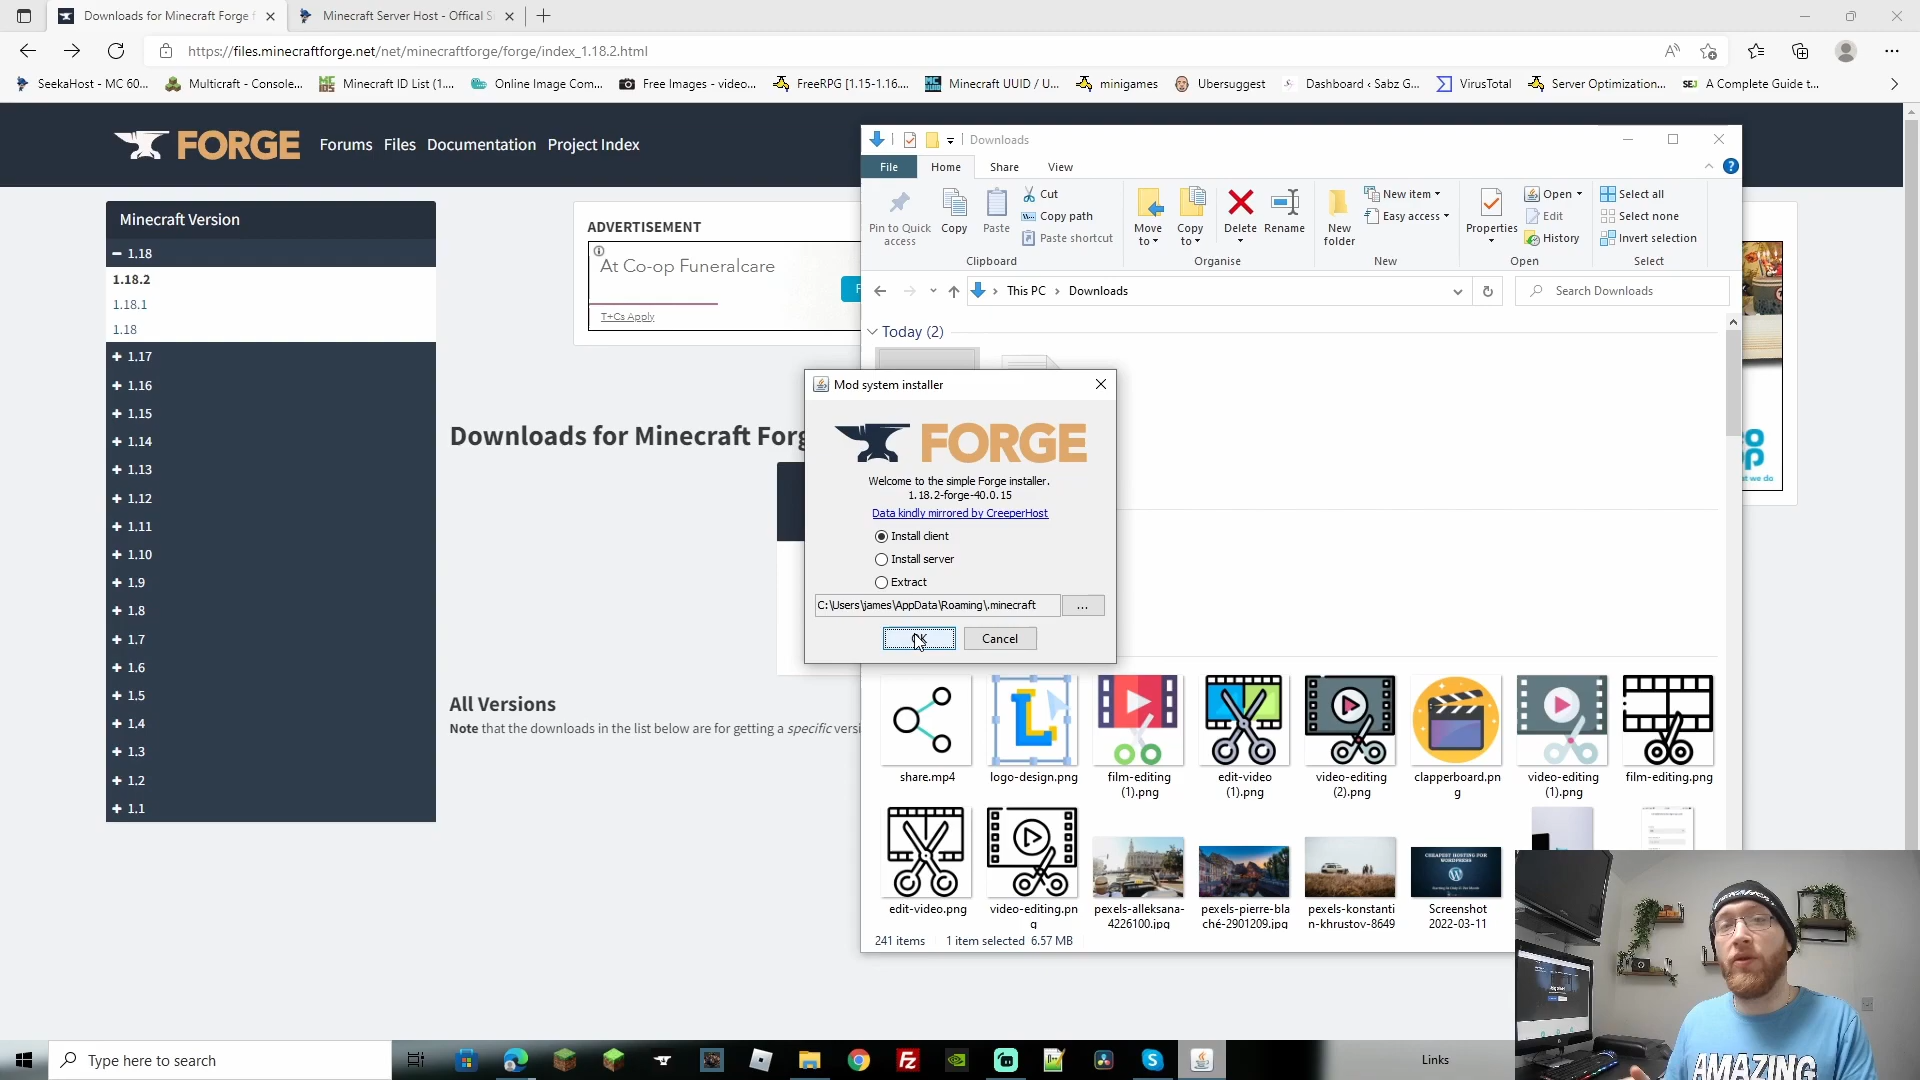 Downloads for Minecraft Forge f
Minecraft Server Host - Offical S
https://files.minecraftforge.net/net/minecraftforge/forge/index_1.18.2.html
SeekaHost - MC 60...
Multicraft - Console...
Minecraft ID List (1....
Online Image Com...
Free Images - video...
FreeRPG [1.15-1.16....
Minecraft UUID / U...
minigames
Ubersuggest
Dashboard ‹ Sabz G...
VirusTotal
Server Optimization...
A Complete Guide t...
FORGE
Forums Files Documentation Project Index
Minecraft Version
1.18
1.18.2
1.18.1
1.18
1.17
1.16
1.15
1.14
1.13
1.12
1.11
1.10
1.9
1.8
1.7
1.6
1.5
1.4
1.3
1.2
1.1
ADVERTISEMENT
At Co-op Funeralcare
T+Cs Apply
Downloads for Minecraft Forg
All Versions
Note that the downloads in the list below are for getting a specific versi
Downloads
File Home Share View
Pin to Quick access
Copy
Paste
Cut
Copy path
Paste shortcut
Clipboard
Move to
Copy to
Delete
Rename
Organise
New folder
New item
Easy access
New
Properties
Open
Edit
History
Open
Select all
Select none
Invert selection
Select
This PC › Downloads
Search Downloads
Today (2)
Mod system installer
FORGE
Welcome to the simple Forge installer.
1.18.2-forge-40.0.15
Data kindly mirrored by CreeperHost
Install client
Install server
Extract
C:\Users\james\AppData\Roaming\.minecraft
...
OK
Cancel
share.mp4
logo-design.png
film-editing (1).png
edit-video (1).png
video-editing (2).png
clapperboard.png
video-editing (1).png
film-editing.png
edit-video.png
video-editing.png
pexels-alleksana-4226100.jpg
pexels-pierre-blaché-2901209.jpg
pexels-konstantin-khrustov-8649
CHEAPEST HOSTING FOR
WORDPRESS
Screenshot 2022-03-11
241 items
1 item selected 6.57 MB
AMAZING
Type here to search
Links